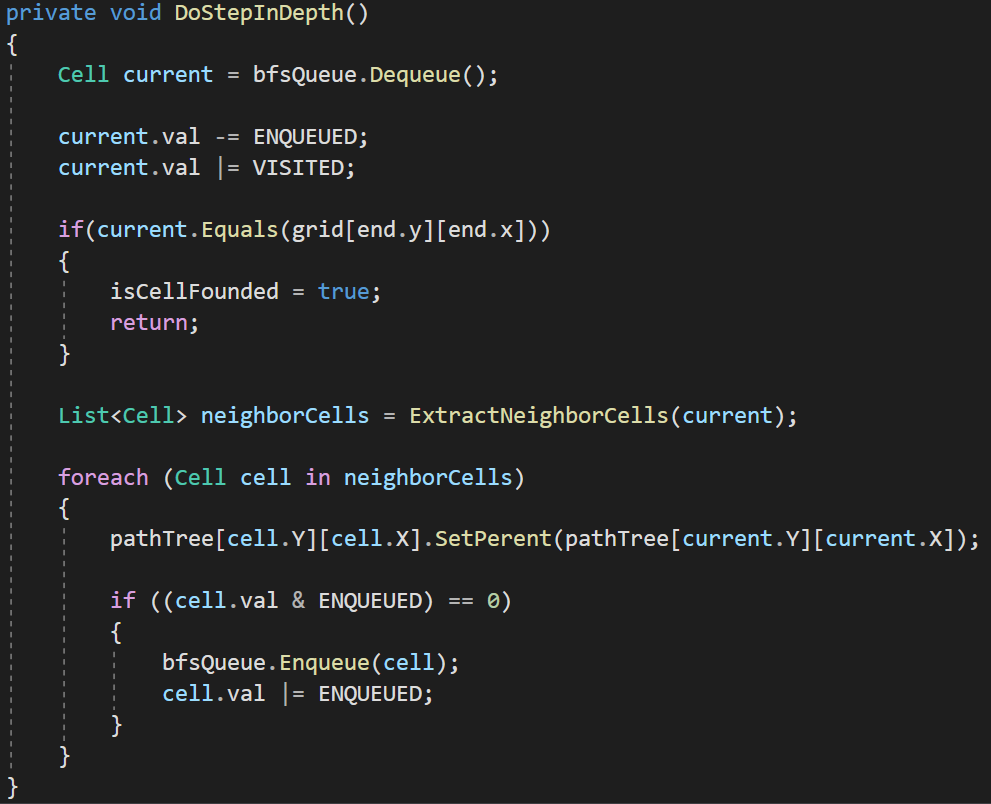 private void DoStepInDepth()
{
    Cell current = bfsQueue.Dequeue();

    current.val -= ENQUEUED;
    current.val |= VISITED;

    if(current.Equals(grid[end.y][end.x]))
    {
        isCellFounded = true;
        return;
    }

    List<Cell> neighborCells = ExtractNeighborCells(current);

    foreach (Cell cell in neighborCells)
    {
        pathTree[cell.Y][cell.X].SetPerent(pathTree[current.Y][current.X]);

        if ((cell.val & ENQUEUED) == 0)
        {
            bfsQueue.Enqueue(cell);
            cell.val |= ENQUEUED;
        }
    }
}